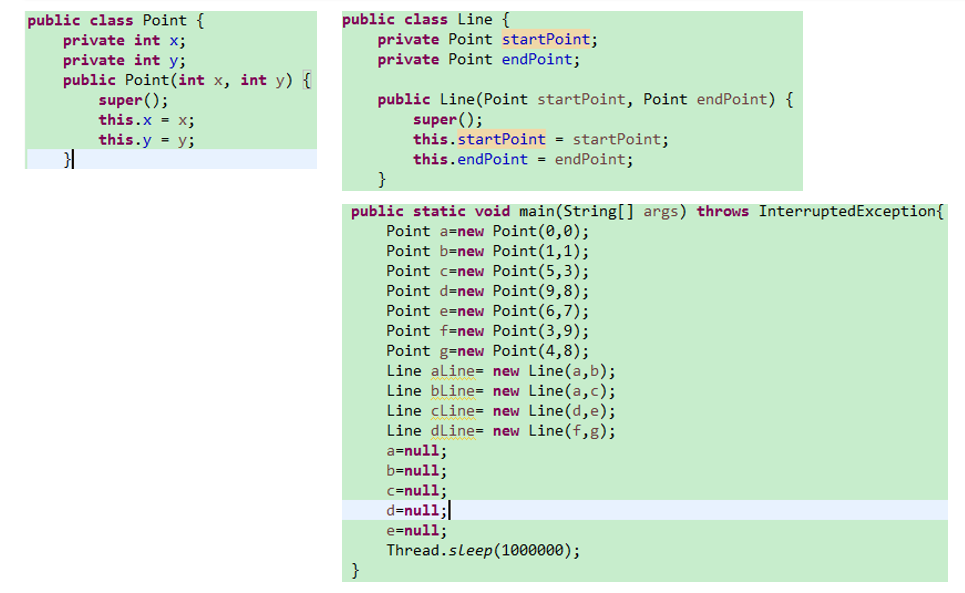 public class Point {
    private int x;
    private int y;
    public Point(int x, int y) {
        super();
        this.x = x;
        this.y = y;
    }
public class Line {
    private Point startPoint;
    private Point endPoint;

    public Line(Point startPoint, Point endPoint) {
        super();
        this.startPoint = startPoint;
        this.endPoint = endPoint;
    }
public static void main(String[] args) throws InterruptedException{
    Point a=new Point(0,0);
    Point b=new Point(1,1);
    Point c=new Point(5,3);
    Point d=new Point(9,8);
    Point e=new Point(6,7);
    Point f=new Point(3,9);
    Point g=new Point(4,8);
    Line aLine= new Line(a,b);
    Line bLine= new Line(a,c);
    Line cLine= new Line(d,e);
    Line dLine= new Line(f,g);
    a=null;
    b=null;
    c=null;
    d=null;
    e=null;
    Thread.sleep(1000000);
}